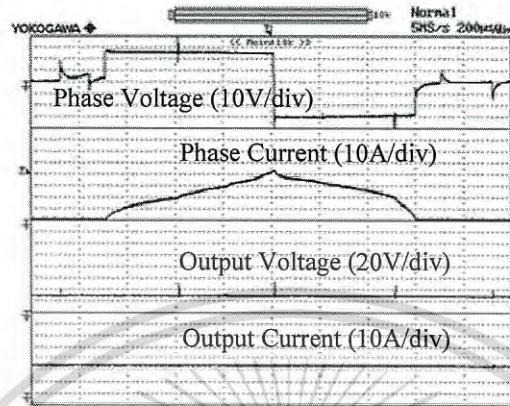 Normal
YOKOGAWA 5MS/s 200µs/div
<< Main:10k >>
Phase Voltage (10V/div)
Phase Current (10A/div)
Output Voltage (20V/div)
Output Current (10A/div)